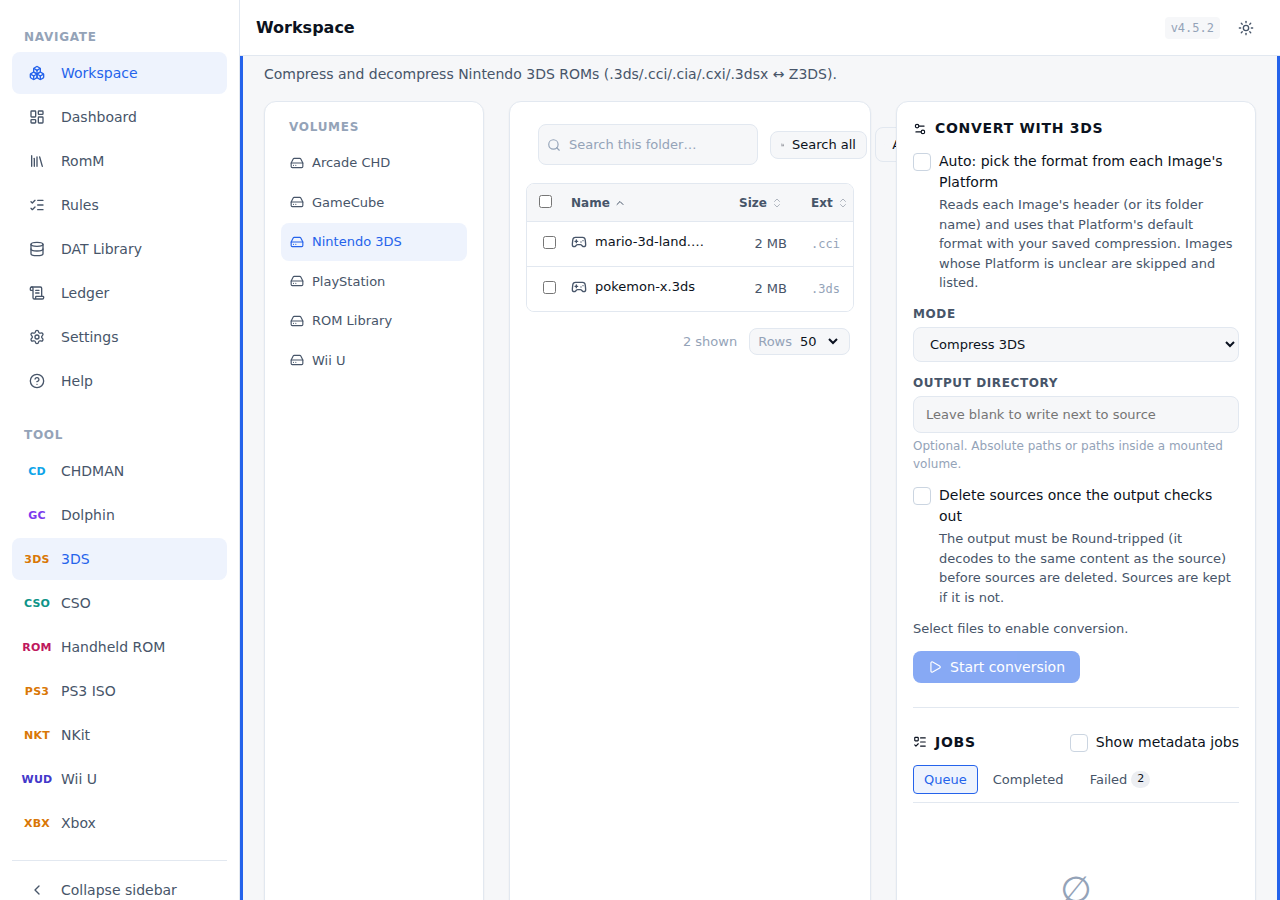 NAVIGATE
Workspace
Dashboard
RomM
Rules
DAT Library
Ledger
Settings
Help
TOOL
CD CHDMAN
GC Dolphin
3DS 3DS
CSO CSO
ROM Handheld ROM
PS3 PS3 ISO
NKT NKit
WUD Wii U
XBX Xbox
Collapse sidebar
Workspace
v4.5.2
Compress and decompress Nintendo 3DS ROMs (.3ds/.cci/.cia/.cxi/.3dsx ↔ Z3DS).
VOLUMES
Arcade CHD
GameCube
Nintendo 3DS
PlayStation
ROM Library
Wii U
Search this folder…
Search all
Name Size Ext
mario-3d-land.… 2 MB .cci
pokemon-x.3ds 2 MB .3ds
2 shown Rows 50
CONVERT WITH 3DS
Auto: pick the format from each Image's
Platform
Reads each Image's header (or its folder
name) and uses that Platform's default
format with your saved compression. Images
whose Platform is unclear are skipped and
listed.
MODE
Compress 3DS
OUTPUT DIRECTORY
Leave blank to write next to source
Optional. Absolute paths or paths inside a mounted
volume.
Delete sources once the output checks
out
The output must be Round-tripped (it
decodes to the same content as the source)
before sources are deleted. Sources are kept
if it is not.
Select files to enable conversion.
Start conversion
JOBS
Show metadata jobs
Queue Completed Failed 2